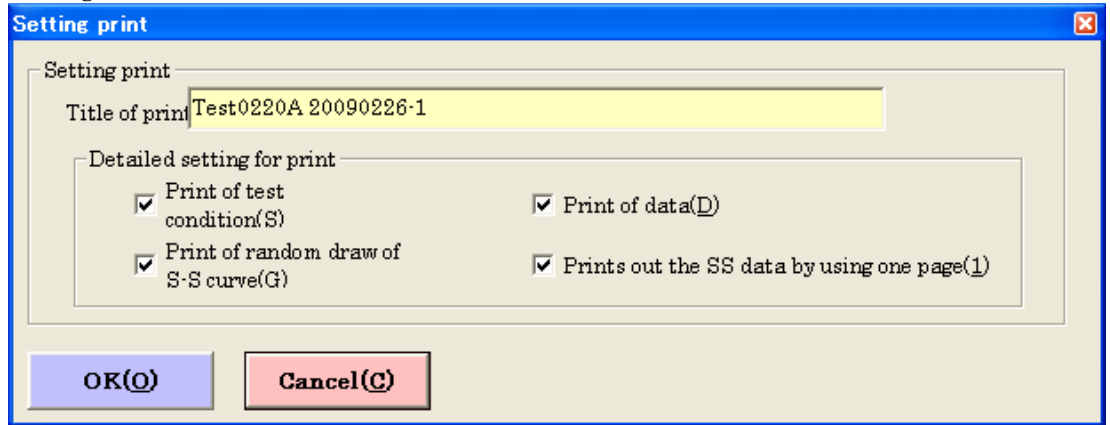 Setting print
Setting print
Title of print
Test0220A 20090226-1
Detailed setting for print
Print of test
condition(S)
Print of data(D)
Print of random draw of
S-S curve(G)
Prints out the SS data by using one page(1)
OK(O)
Cancel(C)